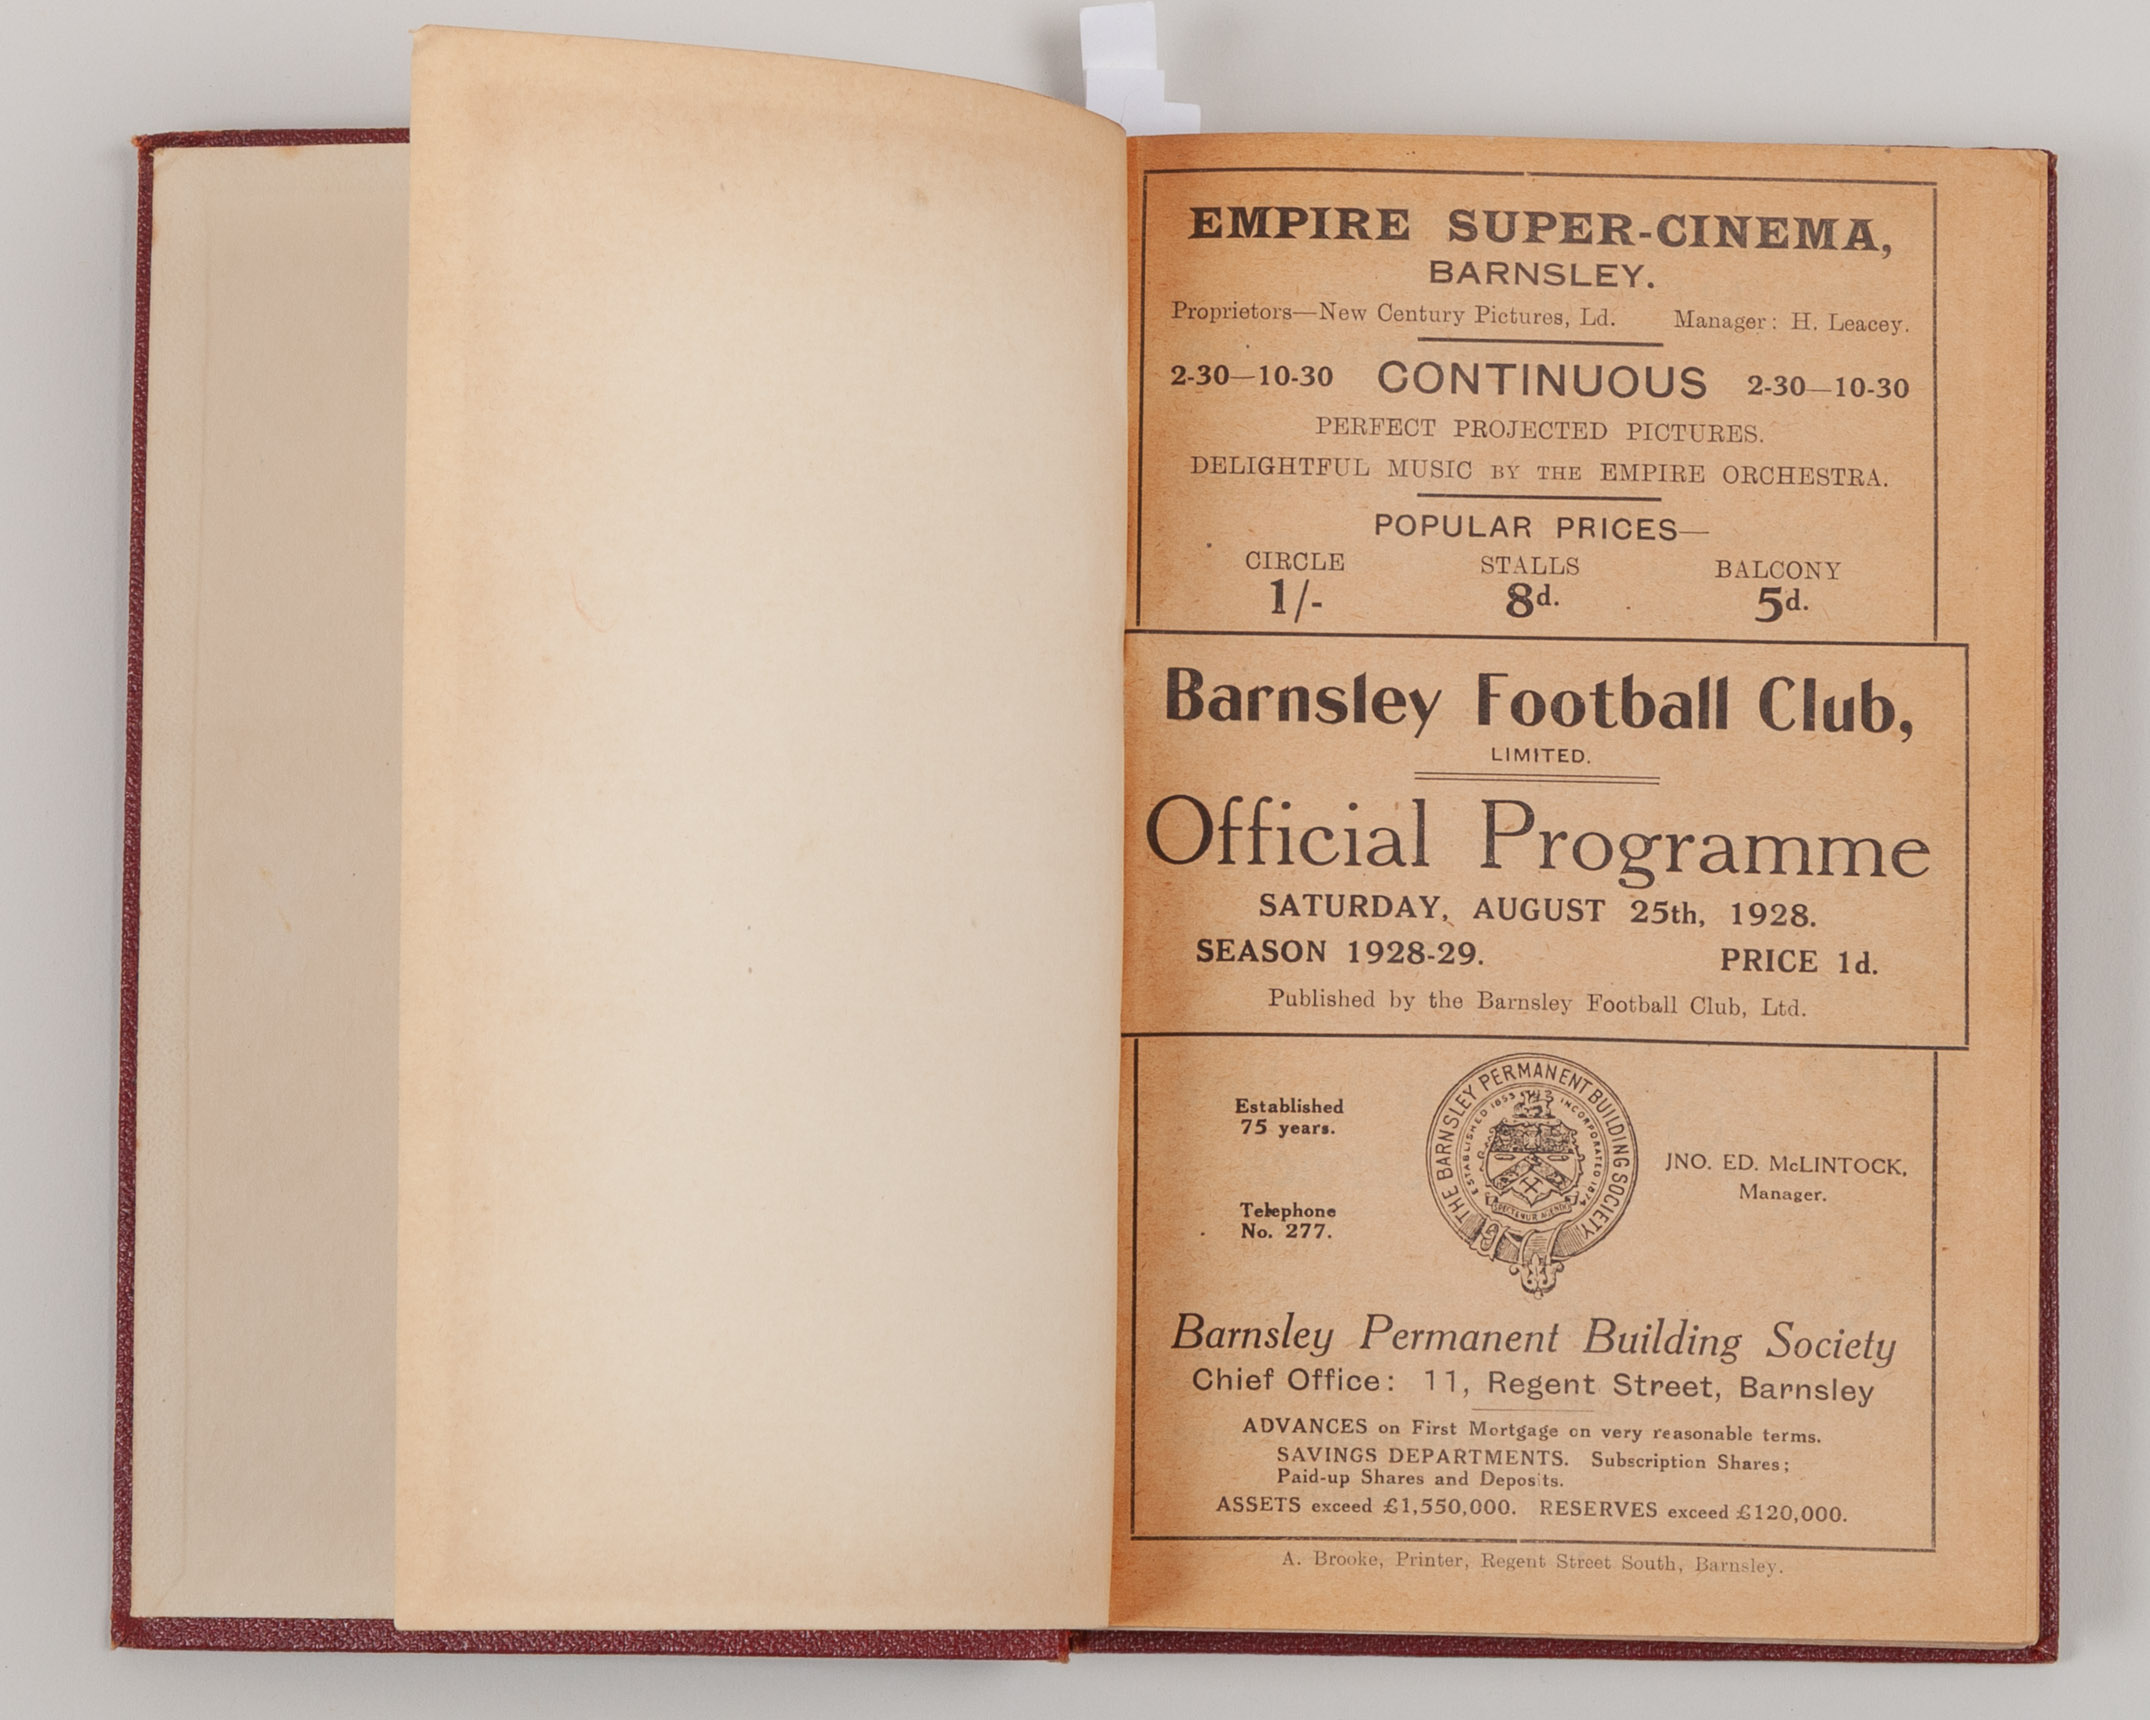 EMPIRE SUPER-CINEMA,
BARNSLEY.
Proprietors—New Century Pictures, Ld. Manager: H. Leacey.
2-30—10-30 CONTINUOUS 2-30—10-30
PERFECT PROJECTED PICTURES.
DELIGHTFUL MUSIC BY THE EMPIRE ORCHESTRA.
POPULAR PRICES—
CIRCLE STALLS BALCONY
1/- 8d. 5d.
Barnsley Football Club,
LIMITED.
Official Programme
SATURDAY, AUGUST 25th, 1928.
SEASON 1928-29. PRICE 1d.
Published by the Barnsley Football Club, Ltd.
Established
75 years.
Telephone
No. 277.
THE BARNSLEY PERMANENT BUILDING SOCIETY
ESTABLISHED 1853 INCORPORATED 1874
SPECTEMUR AGENDO
JNO. ED. McLINTOCK,
Manager.
Barnsley Permanent Building Society
Chief Office: 11, Regent Street, Barnsley
ADVANCES on First Mortgage on very reasonable terms.
SAVINGS DEPARTMENTS. Subscription Shares;
Paid-up Shares and Deposits.
ASSETS exceed £1,550,000. RESERVES exceed £120,000.
A. Brooke, Printer, Regent Street South, Barnsley.